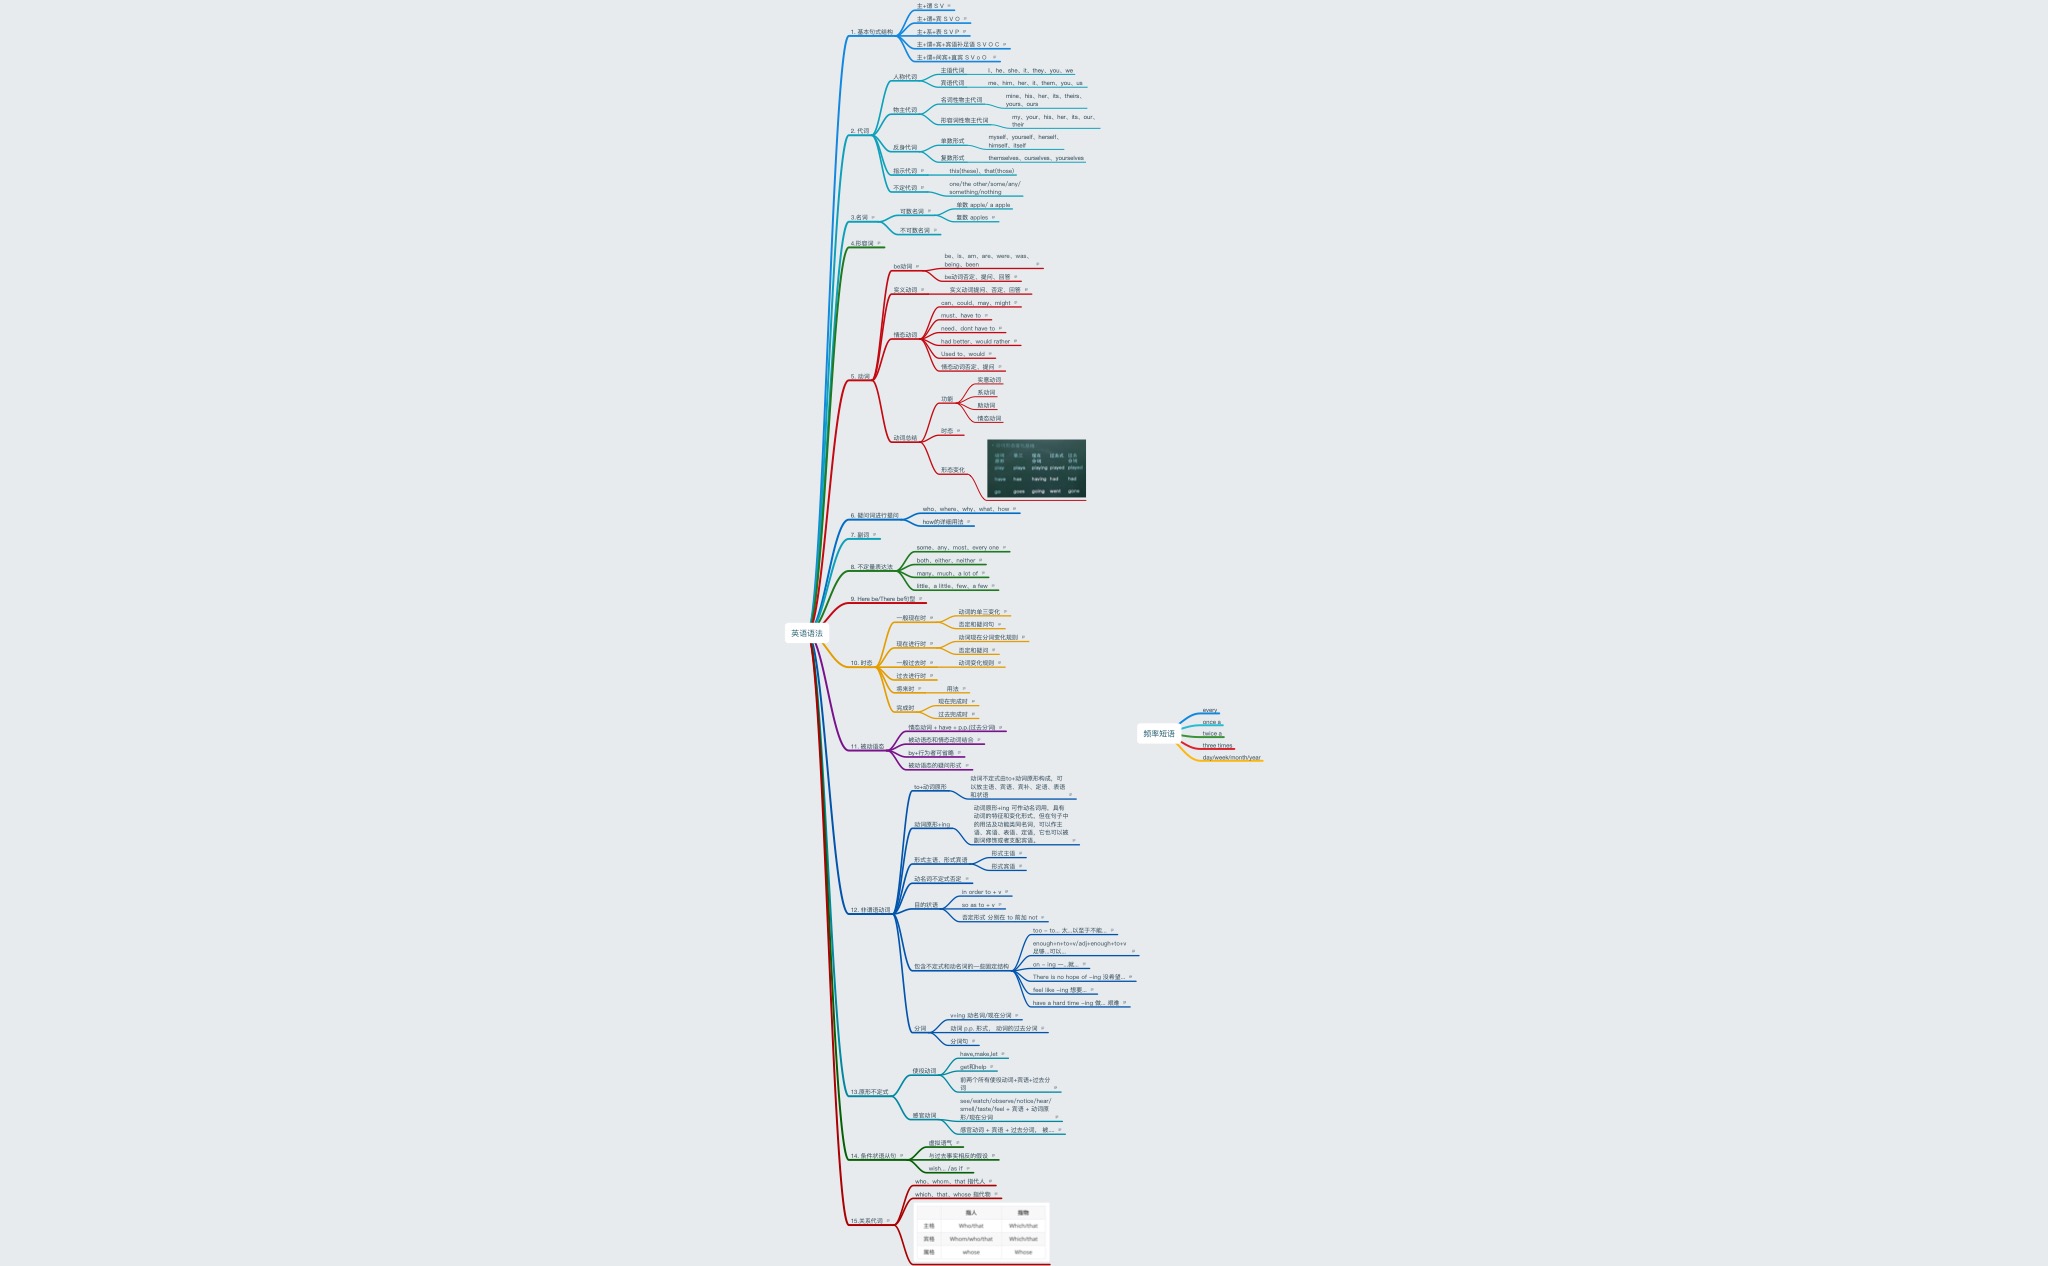 英语语法
1. 基本句式结构
主+谓 S V
主+谓+宾 S V O
主+系+表 S V P
主+谓+宾+宾语补足语 S V O C
主+谓+间宾+直宾 S V o O
2. 代词
人称代词
主语代词
I、he、she、it、they、you、we
宾语代词
me、him、her、it、them、you、us
物主代词
名词性物主代词
mine、his、her、its、theirs、
yours、ours
形容词性物主代词
my、your、his、her、its、our、
their
反身代词
单数形式
myself、yourself、herself、
himself、itself
复数形式
themselves、ourselves、yourselves
指示代词
this(these)、that(those)
不定代词
one/the other/some/any/
something/nothing
3.名词
可数名词
单数 apple/ a apple
复数 apples
不可数名词
4.形容词
5. 动词
be动词
be、is、am、are、were、was、
being、been
be动词否定、提问、回答
实义动词
实义动词提问、否定、回答
情态动词
can、could、may、might
must、have to
need、dont have to
had better、would rather
Used to、would
情态动词否定、提问
动词总结
功能
实意动词
系动词
助动词
情态动词
时态
形态变化
play plays playing played played
have has having had had
go goes going went gone
6. 疑问词进行提问
who、where、why、what、how
how的详细用法
7. 副词
8. 不定量表达法
some、any、most、every one
both、either、neither
many、much、a lot of
little、a little、few、a few
9. Here be/There be句型
10. 时态
一般现在时
动词的单三变化
否定和疑问句
现在进行时
动词现在分词变化规则
否定和疑问
一般过去时
动词变化规则
过去进行时
将来时
用法
完成时
现在完成时
过去完成时
11. 被动语态
情态动词 + have + p.p.(过去分词)
被动语态和情态动词结合
by+行为者可省略
被动语态的疑问形式
12. 非谓语动词
to+动词原形
动词不定式由to+动词原形构成。可
以放主语、宾语、宾补、定语、表语
和状语
动词原形+ing
动词原形+ing 可作动名词用。具有
动词的特征和变化形式、但在句子中
的用法及功能类同名词，可以作主
语、宾语、表语、定语。它也可以被
副词修饰或者支配宾语。
形式主语、形式宾语
形式主语
形式宾语
动名词不定式否定
目的状语
in order to + v
so as to + v
否定形式 分别在 to 前加 not
包含不定式和动名词的一些固定结构
too - to... 太...以至于不能...
enough+n+to+v/adj+enough+to+v
足够...可以...
on - ing 一...就...
There is no hope of -ing 没希望...
feel like -ing 想要...
have a hard time -ing 做... 艰难
分词
v+ing 动名词/现在分词
动词 p.p. 形式， 动词的过去分词
分词句
13.原形不定式
使役动词
have,make,let
get和help
前两个所有使役动词+宾语+过去分
词
感官动词
see/watch/observe/notice/hear/
smell/taste/feel + 宾语 + 动词原
形/现在分词
感官动词 + 宾语 + 过去分词， 被...
14. 条件状语从句
虚拟语气
与过去事实相反的假设
wish... /as if
15.关系代词
who、whom、that 指代人
which、that、whose 指代物
指人 指物
主格 Who/that Which/that
宾格 Whom/who/that Which/that
属格 whose Whose
频率短语
every
once a
twice a
three times
day/week/month/year